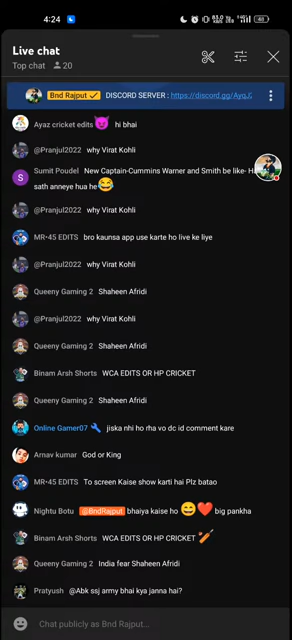 4:24
83.0
KB/s
48
Live chat
Top chat 20
Bnd Rajput DISCORD SERVER : https://discord.gg/AyqJ
Ayaz cricket edits 😈 hi bhai
@Pranjul2022 why Virat Kohli
S
Sumit Poudel New Captain-Cummins Warner and Smith be like-
sath anneye hua he😂
@Pranjul2022 why Virat Kohli
MR•45 EDITS bro kaunsa app use karte ho live ke liye
@Pranjul2022 why Virat Kohli
Queeny Gaming 2 Shaheen Afridi
@Pranjul2022 why Virat Kohli
Queeny Gaming 2 Shaheen Afridi
Binam Arsh Shorts WCA EDITS OR HP CRICKET
Queeny Gaming 2 Shaheen Afridi
Online Gamer07 🔧 jiska nhi ho rha vo dc id comment kare
Arnav kumar God or King
MR•45 EDITS To screen Kaise show karti hai Plz batao
Nightu Botu @BndRajput bhaiya kaise ho 😄❤️ big pankha
Binam Arsh Shorts WCA EDITS OR HP CRICKET 🏏
Queeny Gaming 2 India fear Shaheen Afridi
Pratyush @Abk ssj army bhai kya janna hai?
Chat publicly as Bnd Rajput...